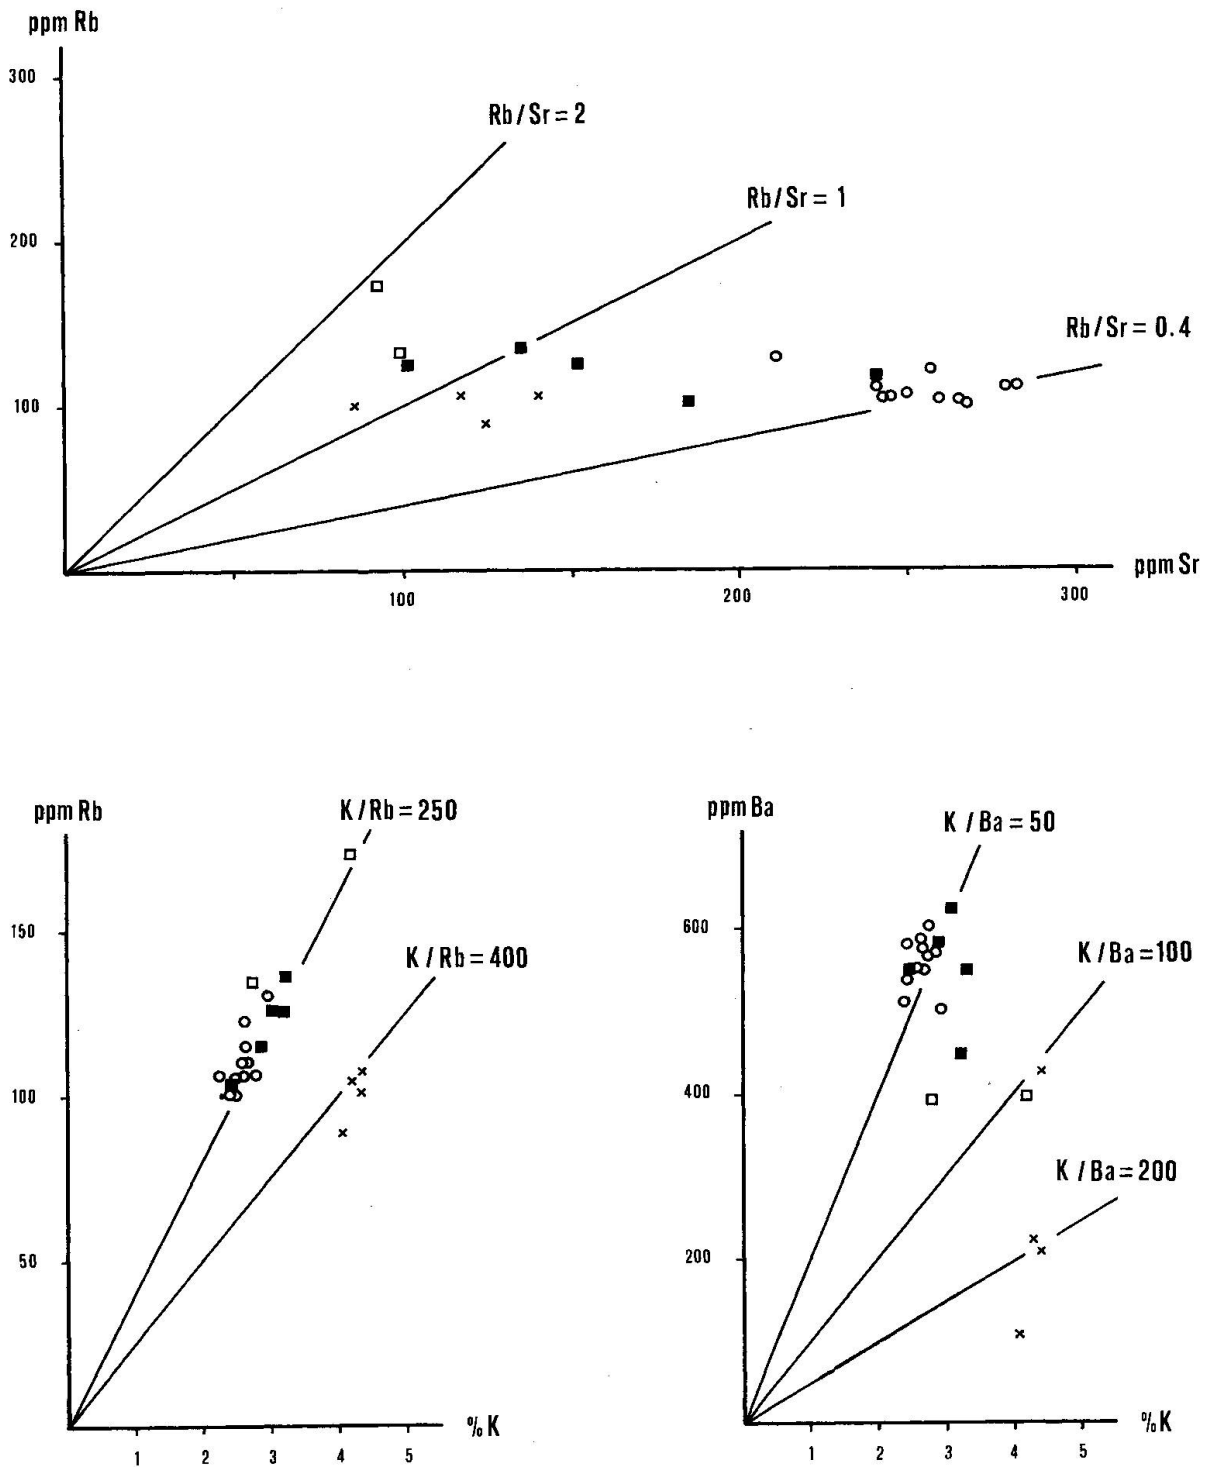 ppm Rb
300
Rb/Sr = 2
Rb/Sr = 1
200
Rb/Sr = 0.4
100
ppm Sr
100
200
300
ppm Rb
K/Rb = 250
150
K/Rb = 400
100
50
% K
1
2
3
4
5
ppm Ba
K/Ba = 50
600
K/Ba = 100
400
K/Ba = 200
200
% K
1
2
3
4
5